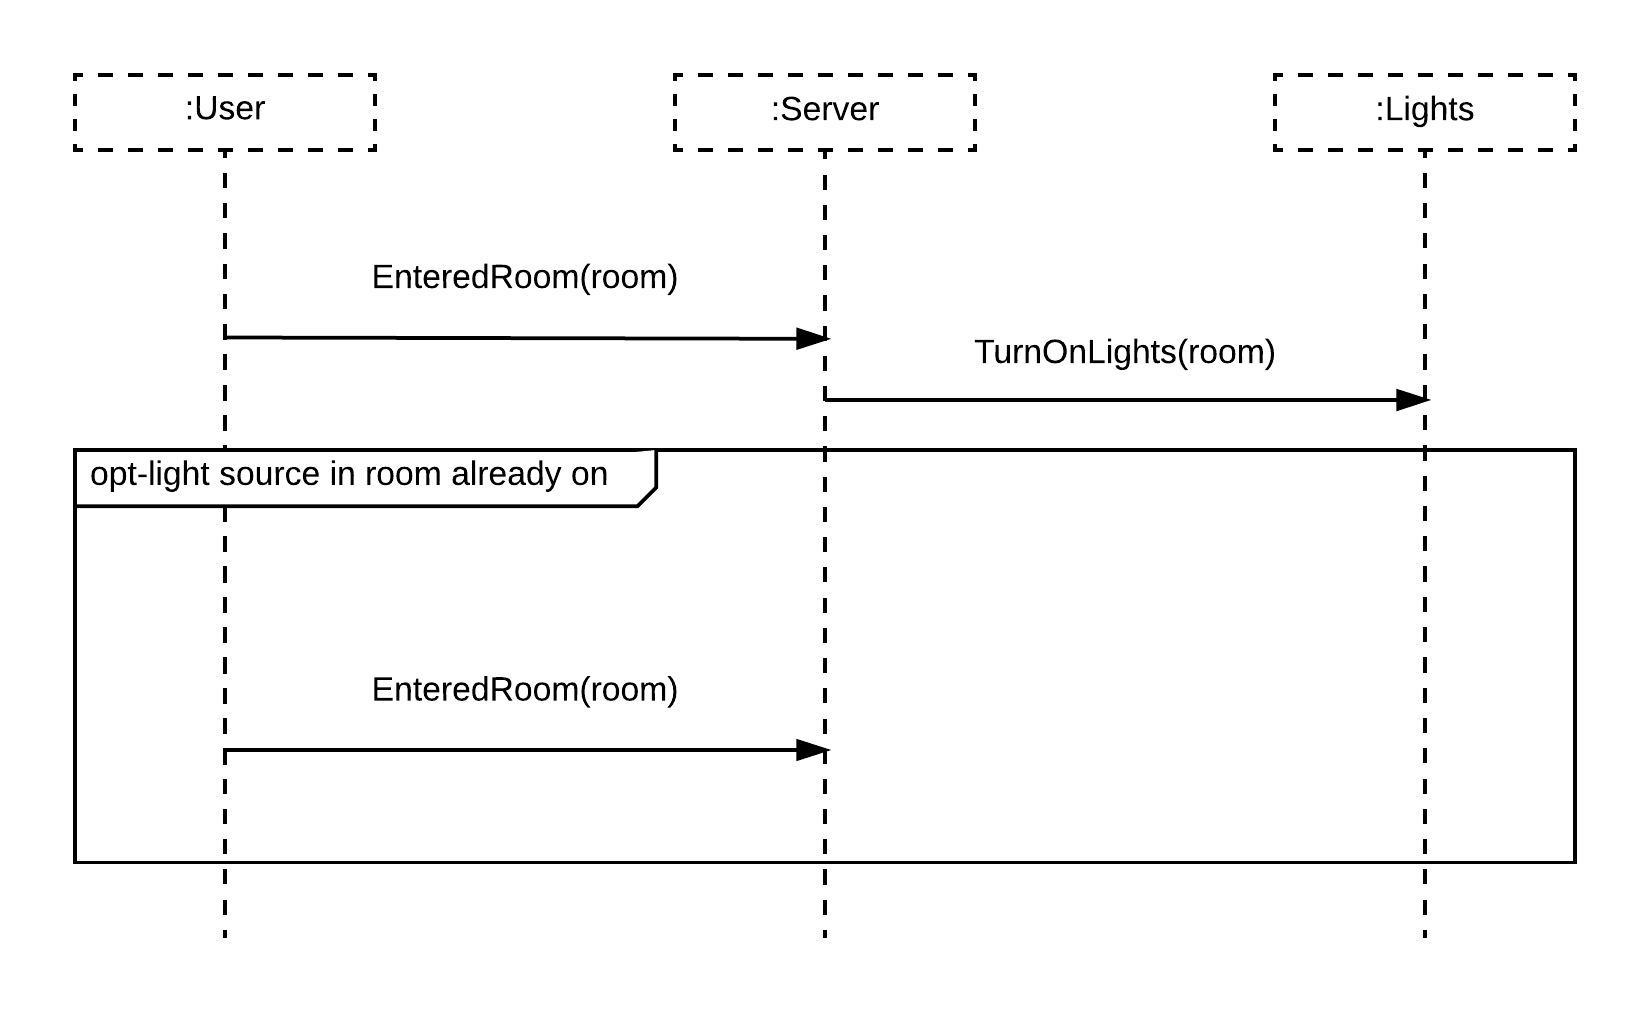 :User
:Server
:Lights
EnteredRoom(room)
TurnOnLights(room)
opt-light source in room already on
EnteredRoom(room)